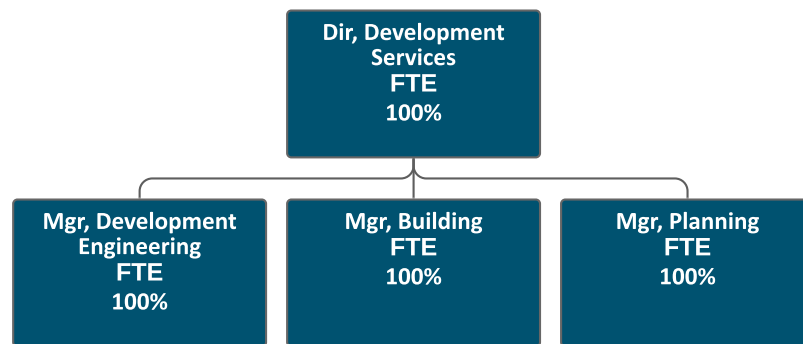 Dir, Development
Services
FTE
100%
Mgr, Development
Engineering
FTE
100%
Mgr, Building
FTE
100%
Mgr, Planning
FTE
100%